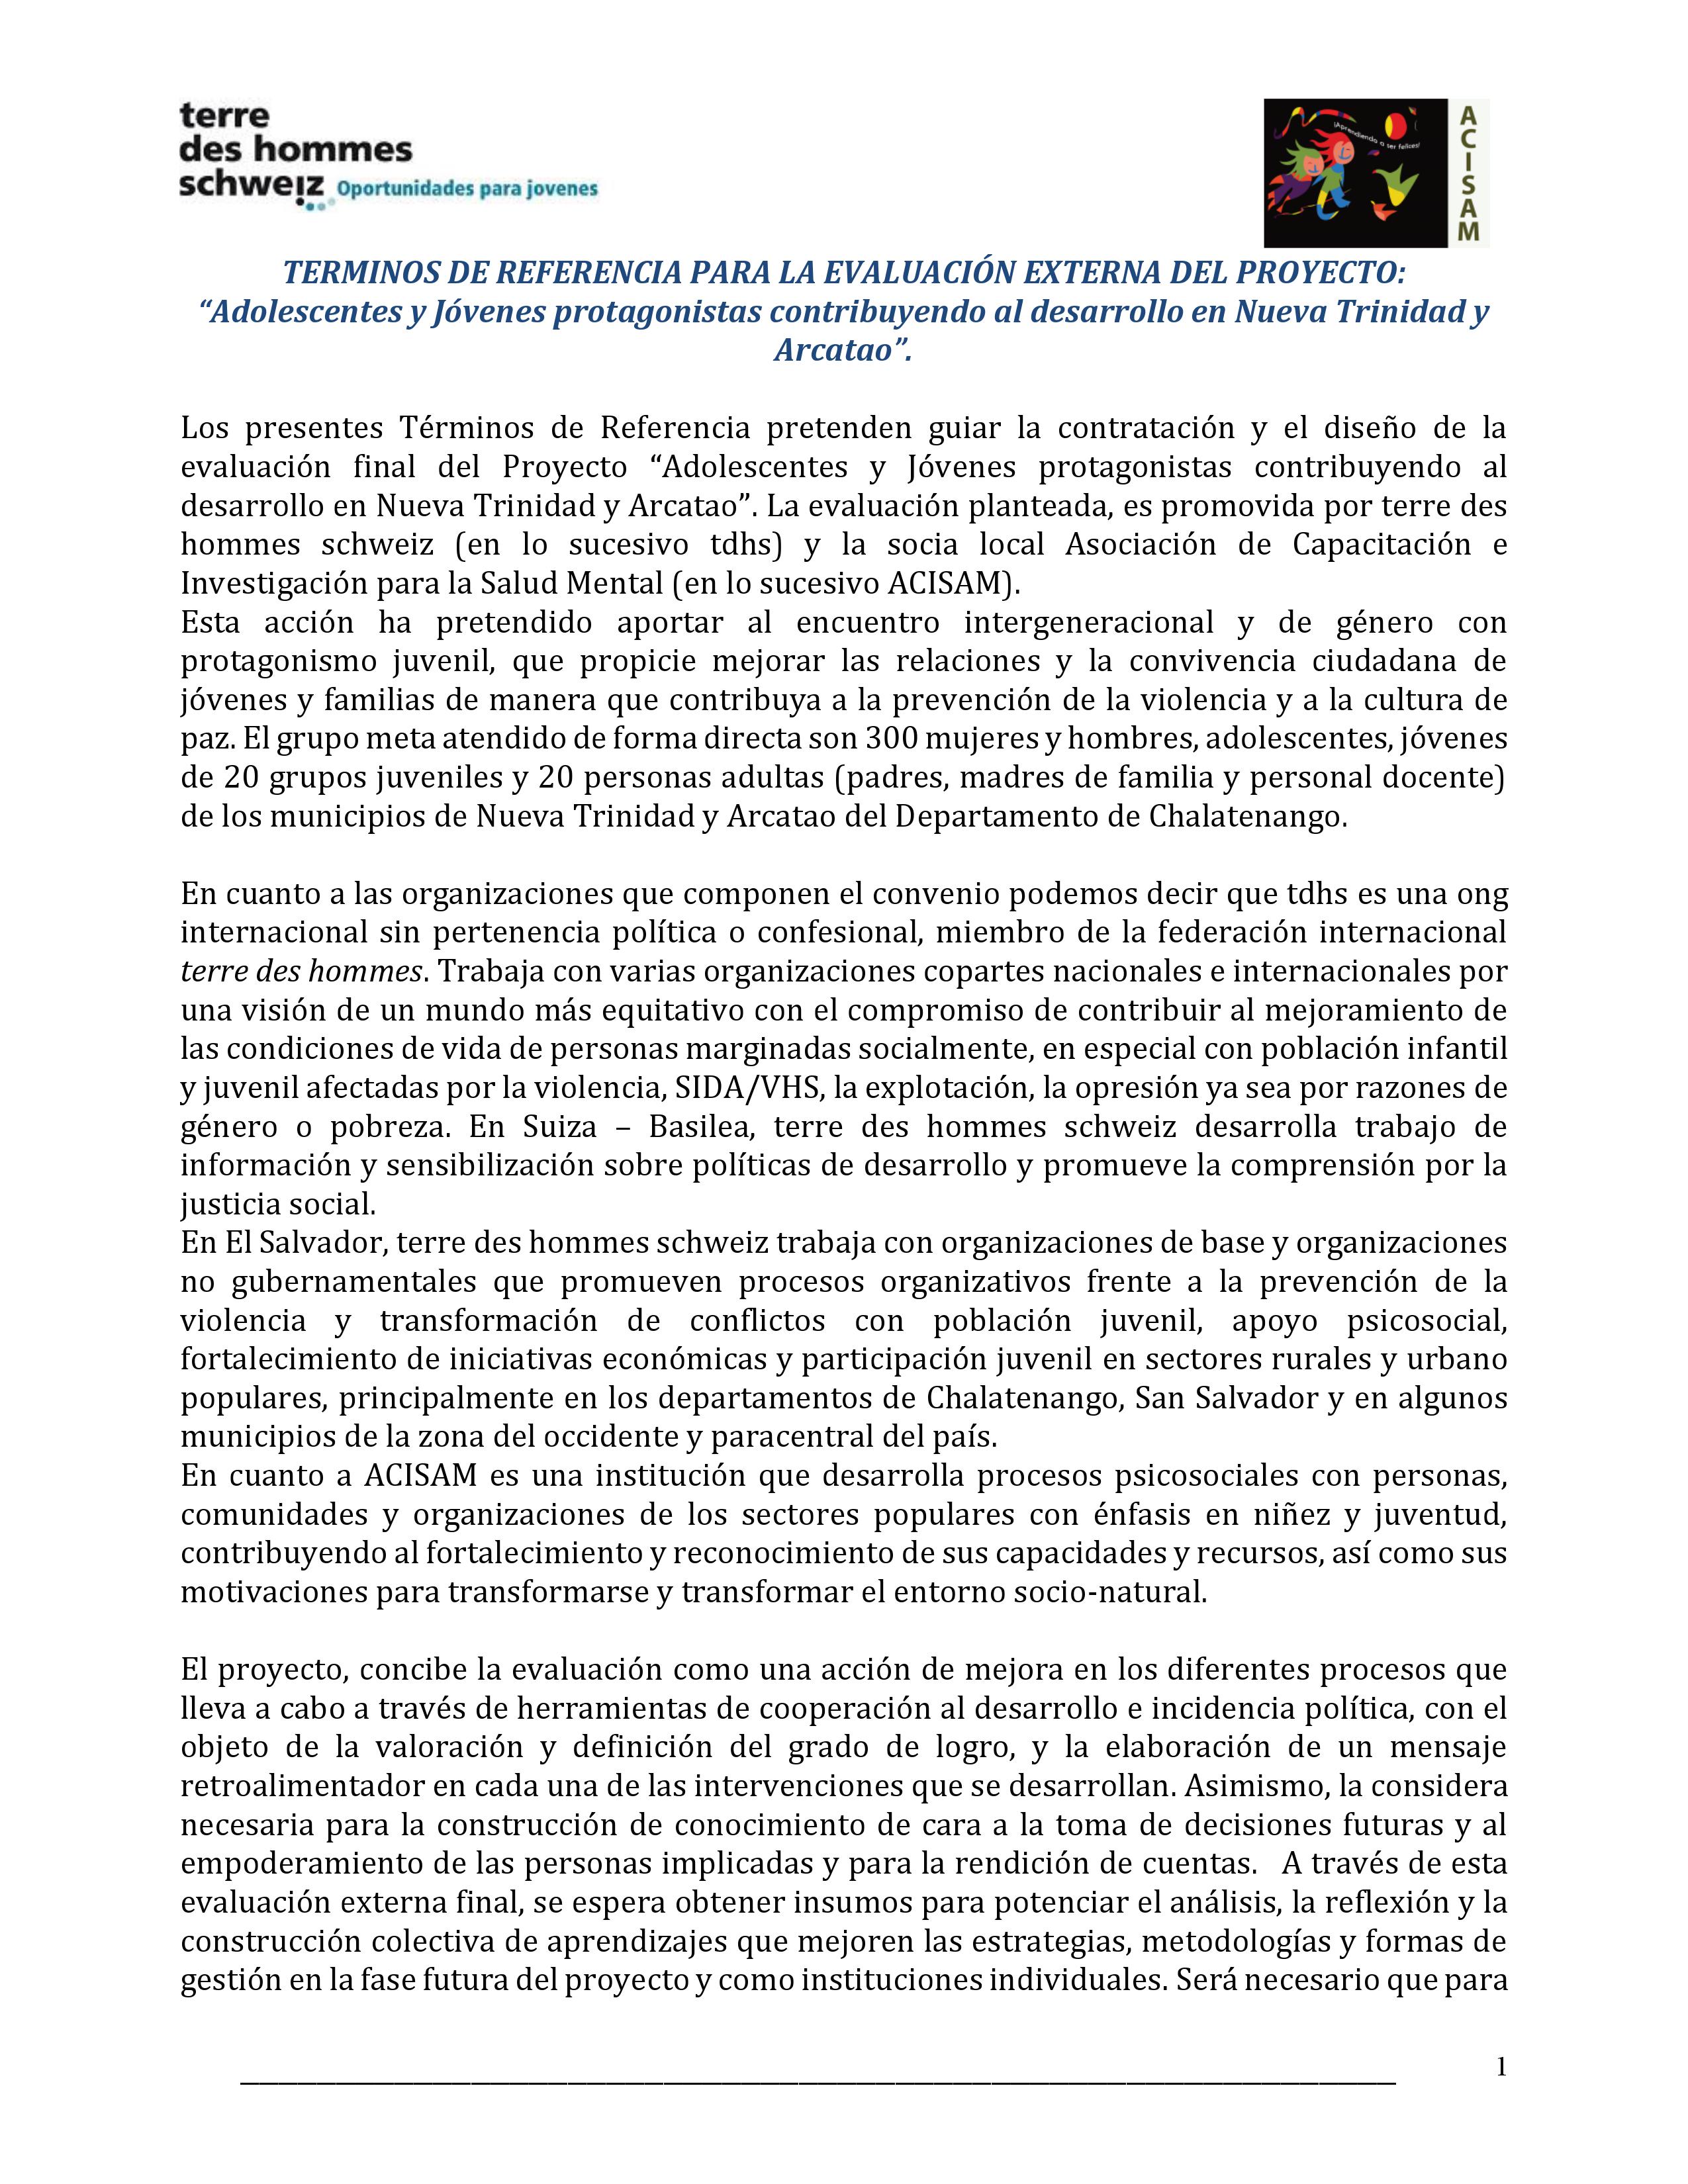 terre
des hommes
schweiz Oportunidades para jovenes
¡Aprendiendo a ser felices!
ACISAM
TERMINOS DE REFERENCIA PARA LA EVALUACIÓN EXTERNA DEL PROYECTO:
“Adolescentes y Jóvenes protagonistas contribuyendo al desarrollo en Nueva Trinidad y
Arcatao”.
Los presentes Términos de Referencia pretenden guiar la contratación y el diseño de la
evaluación final del Proyecto “Adolescentes y Jóvenes protagonistas contribuyendo al
desarrollo en Nueva Trinidad y Arcatao”. La evaluación planteada, es promovida por terre des
hommes schweiz (en lo sucesivo tdhs) y la socia local Asociación de Capacitación e
Investigación para la Salud Mental (en lo sucesivo ACISAM).
Esta acción ha pretendido aportar al encuentro intergeneracional y de género con
protagonismo juvenil, que propicie mejorar las relaciones y la convivencia ciudadana de
jóvenes y familias de manera que contribuya a la prevención de la violencia y a la cultura de
paz. El grupo meta atendido de forma directa son 300 mujeres y hombres, adolescentes, jóvenes
de 20 grupos juveniles y 20 personas adultas (padres, madres de familia y personal docente)
de los municipios de Nueva Trinidad y Arcatao del Departamento de Chalatenango.
En cuanto a las organizaciones que componen el convenio podemos decir que tdhs es una ong
internacional sin pertenencia política o confesional, miembro de la federación internacional
terre des hommes. Trabaja con varias organizaciones copartes nacionales e internacionales por
una visión de un mundo más equitativo con el compromiso de contribuir al mejoramiento de
las condiciones de vida de personas marginadas socialmente, en especial con población infantil
y juvenil afectadas por la violencia, SIDA/VHS, la explotación, la opresión ya sea por razones de
género o pobreza. En Suiza – Basilea, terre des hommes schweiz desarrolla trabajo de
información y sensibilización sobre políticas de desarrollo y promueve la comprensión por la
justicia social.
En El Salvador, terre des hommes schweiz trabaja con organizaciones de base y organizaciones
no gubernamentales que promueven procesos organizativos frente a la prevención de la
violencia y transformación de conflictos con población juvenil, apoyo psicosocial,
fortalecimiento de iniciativas económicas y participación juvenil en sectores rurales y urbano
populares, principalmente en los departamentos de Chalatenango, San Salvador y en algunos
municipios de la zona del occidente y paracentral del país.
En cuanto a ACISAM es una institución que desarrolla procesos psicosociales con personas,
comunidades y organizaciones de los sectores populares con énfasis en niñez y juventud,
contribuyendo al fortalecimiento y reconocimiento de sus capacidades y recursos, así como sus
motivaciones para transformarse y transformar el entorno socio-natural.
El proyecto, concibe la evaluación como una acción de mejora en los diferentes procesos que
lleva a cabo a través de herramientas de cooperación al desarrollo e incidencia política, con el
objeto de la valoración y definición del grado de logro, y la elaboración de un mensaje
retroalimentador en cada una de las intervenciones que se desarrollan. Asimismo, la considera
necesaria para la construcción de conocimiento de cara a la toma de decisiones futuras y al
empoderamiento de las personas implicadas y para la rendición de cuentas. A través de esta
evaluación externa final, se espera obtener insumos para potenciar el análisis, la reflexión y la
construcción colectiva de aprendizajes que mejoren las estrategias, metodologías y formas de
gestión en la fase futura del proyecto y como instituciones individuales. Será necesario que para
1